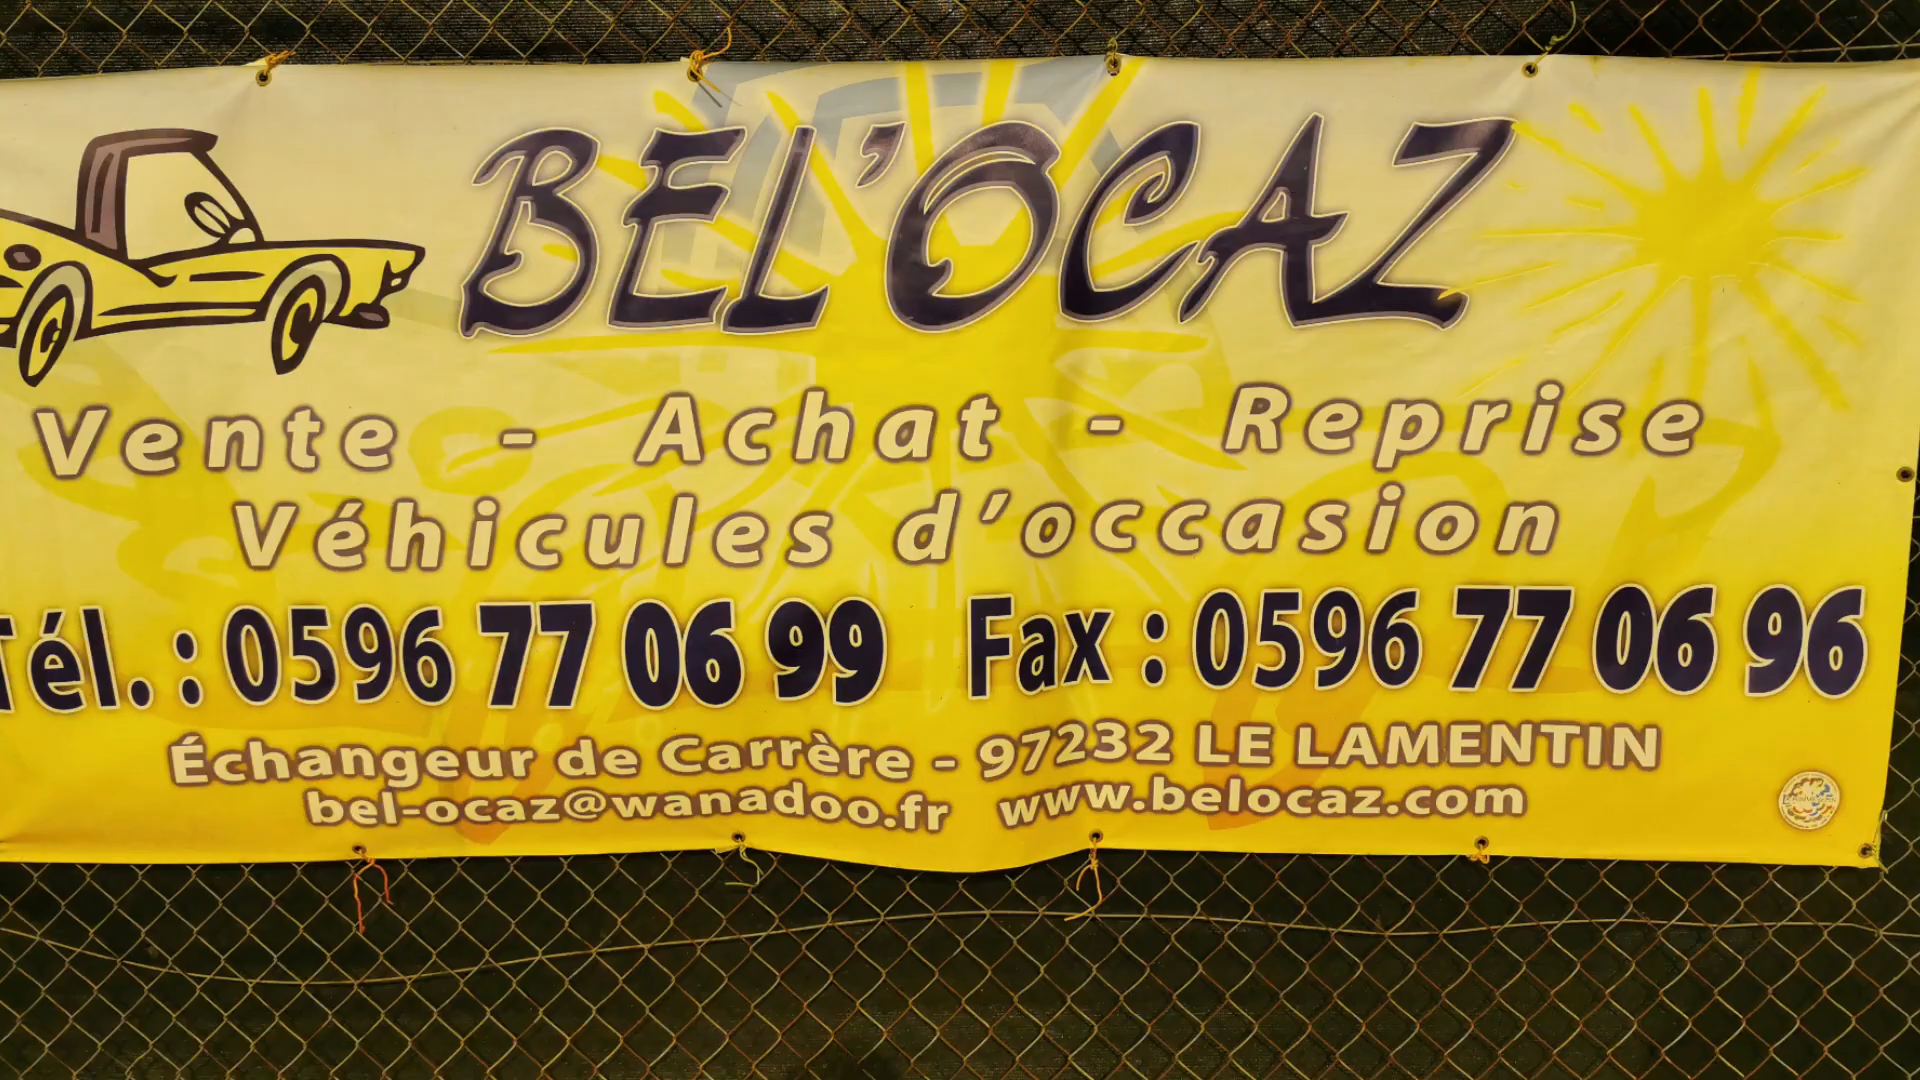 BEL'OCAZ
Vente - Achat - Reprise
Véhicules d'occasion
Tél. : 0596 77 06 99 Fax : 0596 77 06 96
Échangeur de Carrère - 97232 LE LAMENTIN
bel-ocaz@wanadoo.fr www.belocaz.com